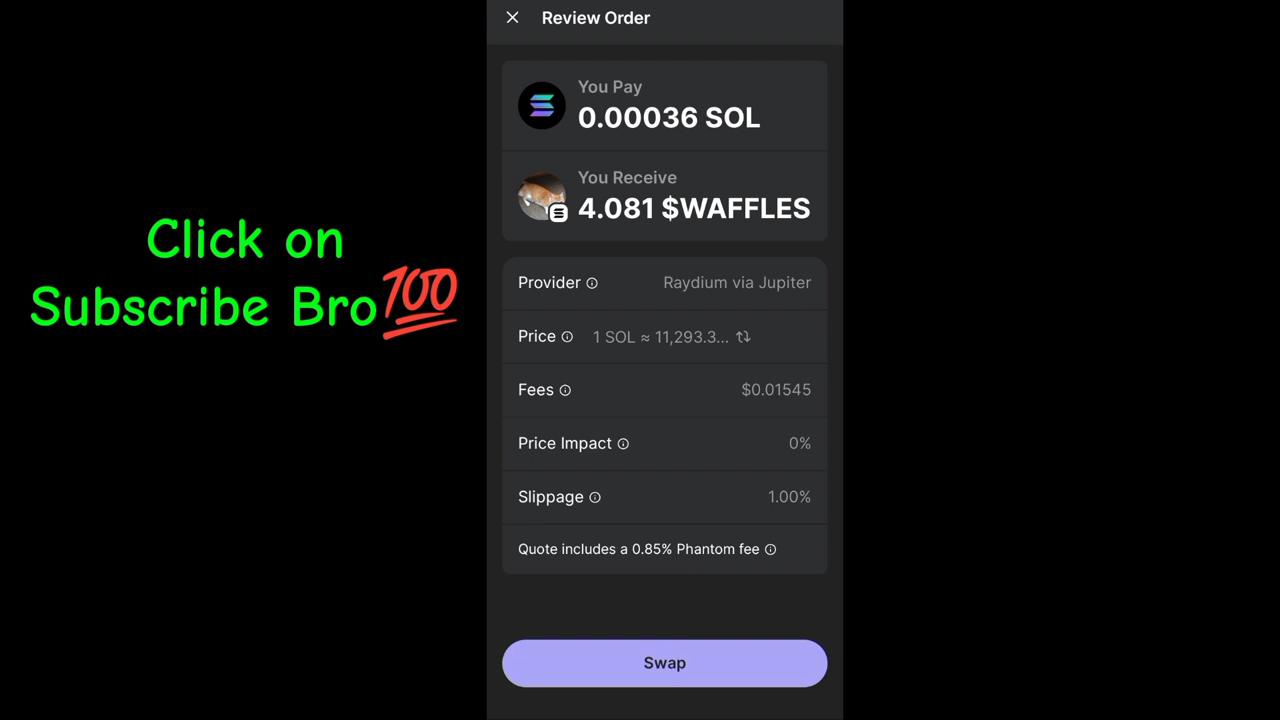 Review Order
You Pay
0.00036 SOL
You Receive
4.081 $WAFFLES
Click on
Subscribe Bro💯
Provider Raydium via Jupiter
Price 1 SOL ≈ 11,293.3...
Fees $0.01545
Price Impact 0%
Slippage 1.00%
Quote includes a 0.85% Phantom fee
Swap